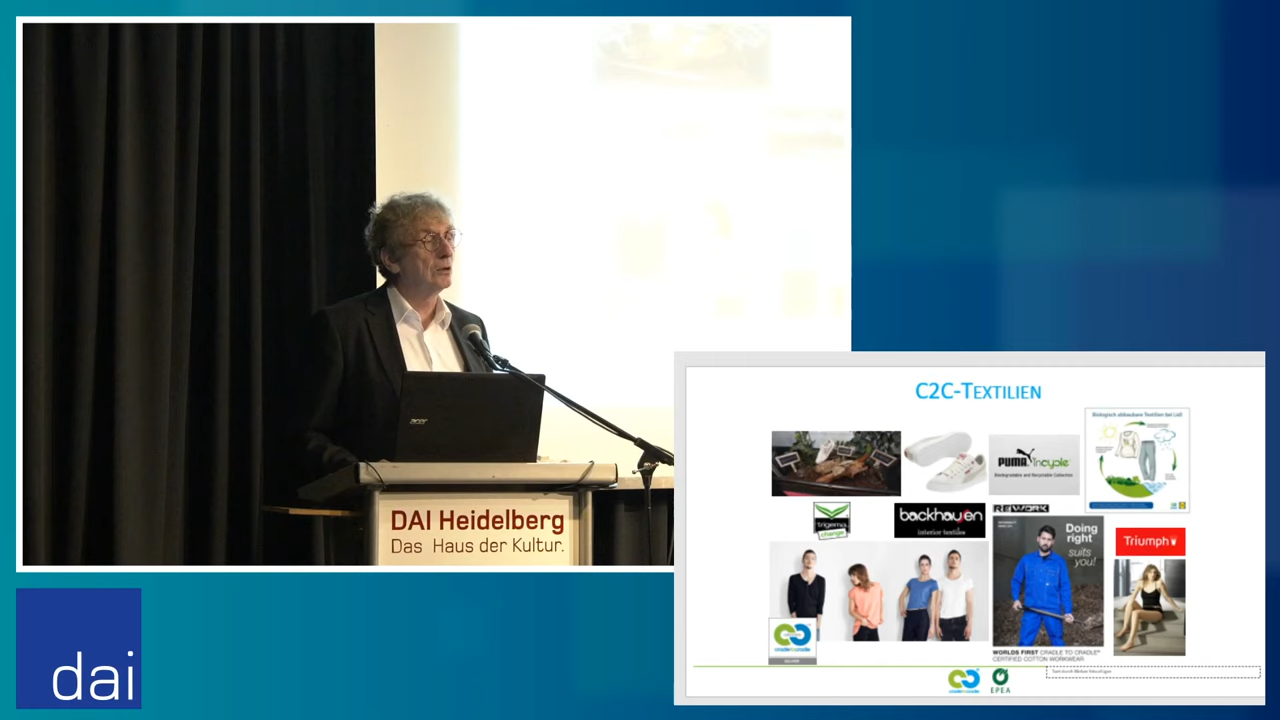 acer
DAI Heidelberg
Das Haus der Kultur.
dai
C2C-TEXTILIEN
Biologisch abbaubare Textilien bei Lidl
PUMA Incycle
Biodegradable and Recyclable Collection
trigema
change
backhausen
interior textiles
REWORK
Doing
right
suits
you!
Triumph
cradletocradle
WORLDS FIRST CRADLE TO CRADLE
CERTIFIED COTTON WORKWEAR
cradletocradle
EPEA